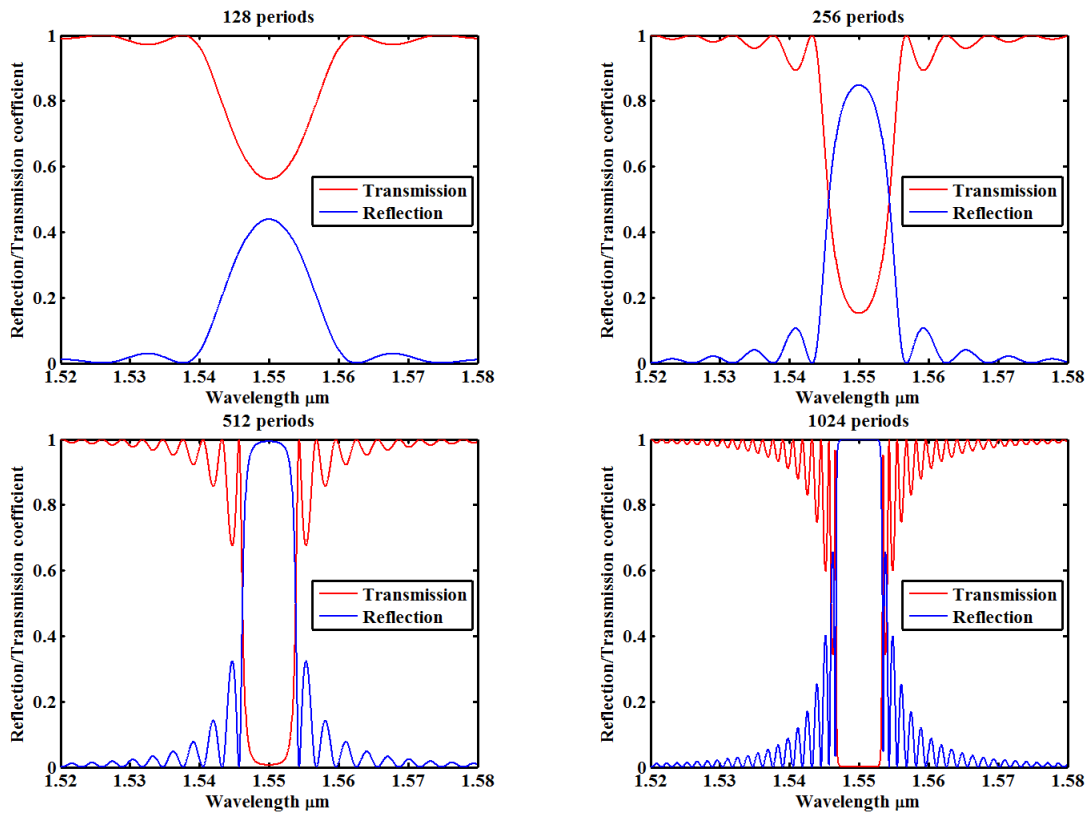 128 periods
1
0.8
0.6
0.4
0.2
0
1.52
1.53
1.54
1.55
1.56
1.57
1.58
Reflection/Transmission coefficient
Wavelength μm
Transmission
Reflection
256 periods
1
0.8
0.6
0.4
0.2
0
1.52
1.53
1.54
1.55
1.56
1.57
1.58
Reflection/Transmission coefficient
Wavelength μm
Transmission
Reflection
512 periods
1
0.8
0.6
0.4
0.2
0
1.52
1.53
1.54
1.55
1.56
1.57
1.58
Reflection/Transmission coefficient
Wavelength μm
Transmission
Reflection
1024 periods
1
0.8
0.6
0.4
0.2
0
1.52
1.53
1.54
1.55
1.56
1.57
1.58
Reflection/Transmission coefficient
Wavelength μm
Transmission
Reflection